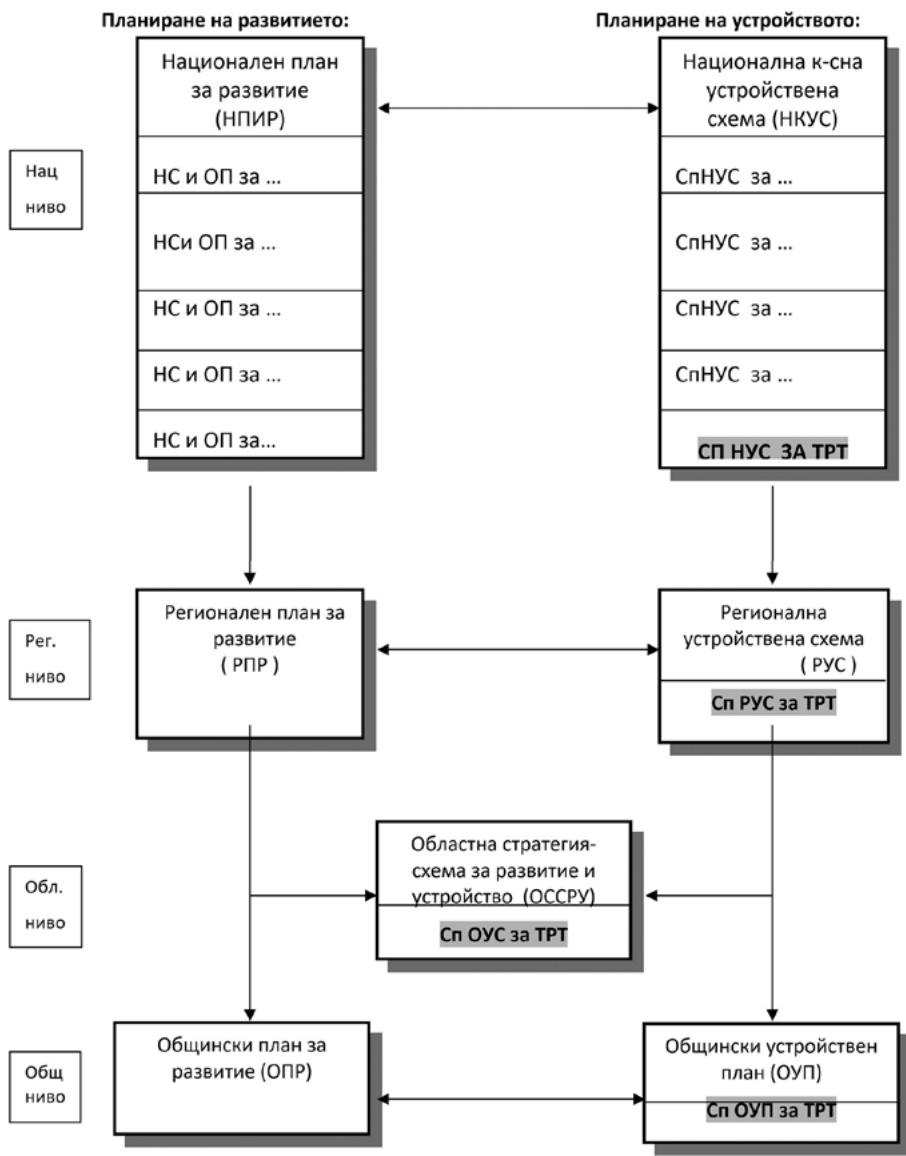 Планиране на развитието:
Планиране на устройството:
Национален план
за развитие
(НПИР)
Национална к-сна
устройствена
схема (НКУС)
Нац
ниво
НС и ОП за ...
СпНУС за ...
НСи ОП за ...
СпНУС за ...
НС и ОП за ...
СпНУС за ...
НС и ОП за ...
СпНУС за ...
НС и ОП за...
СП НУС ЗА ТРТ
Рег.
ниво
Регионален план за
развитие
( РПР )
Регионална
устройствена схема
( РУС )
Сп РУС за ТРТ
Обл.
ниво
Областна стратегия-
схема за развитие и
устройство (ОССРУ)
Сп ОУС за ТРТ
Общ
ниво
Общински план за
развитие (ОПР)
Общински устройствен
план (ОУП)
Сп ОУП за ТРТ